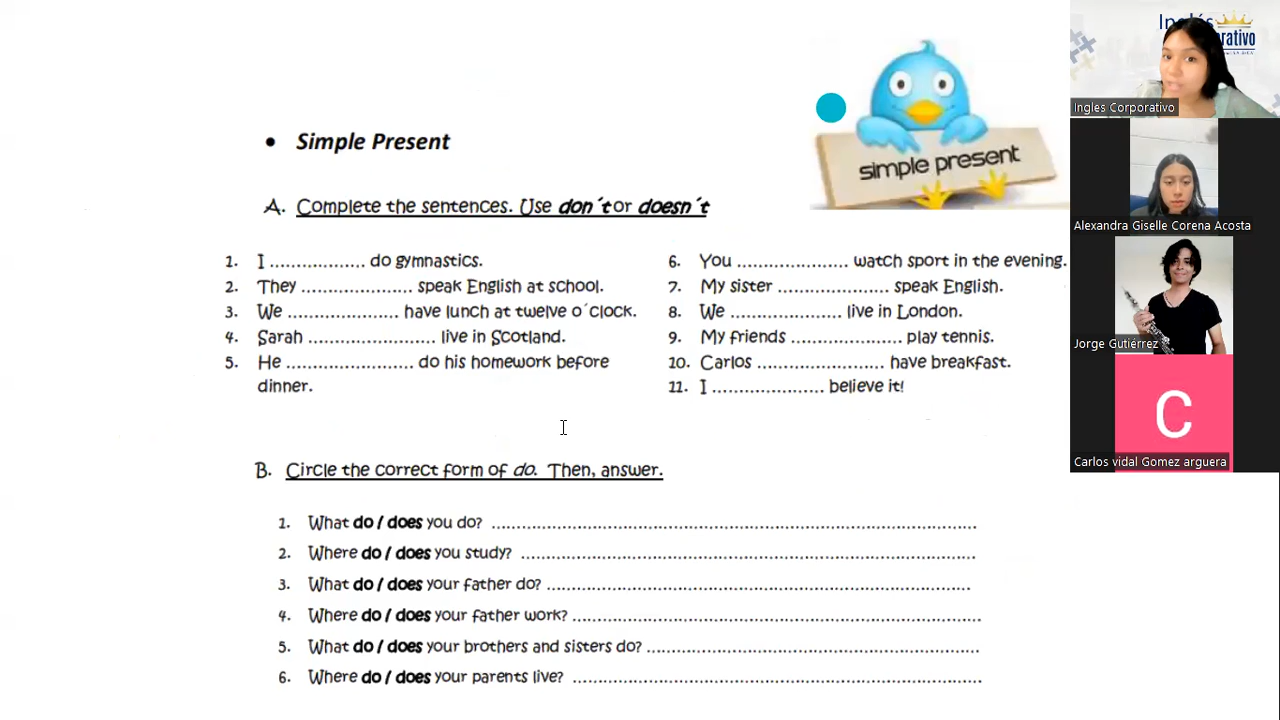 • Simple Present
simple present
A. Complete the sentences. Use don´t or doesn´t
1. I .................. do gymnastics.
2. They ..................... speak English at school.
3. We ..................... have lunch at twelve o´clock.
4. Sarah ........................ live in Scotland.
5. He ........................ do his homework before
dinner.
6. You ..................... watch sport in the evening.
7. My sister ..................... speak English.
8. We ..................... live in London.
9. My friends ..................... play tennis.
10. Carlos ........................ have breakfast.
11. I ..................... believe it!
B. Circle the correct form of do. Then, answer.
1. What do / does you do? ..........................................................................................
2. Where do / does you study? ....................................................................................
3. What do / does your father do? ...............................................................................
4. Where do / does your father work? ..........................................................................
5. What do / does your brothers and sisters do? ............................................................
6. Where do / does your parents live? ..........................................................................
Ingles Corporativo
Alexandra Giselle Corena Acosta
Jorge Gutiérrez
C
Carlos vidal Gomez arguera